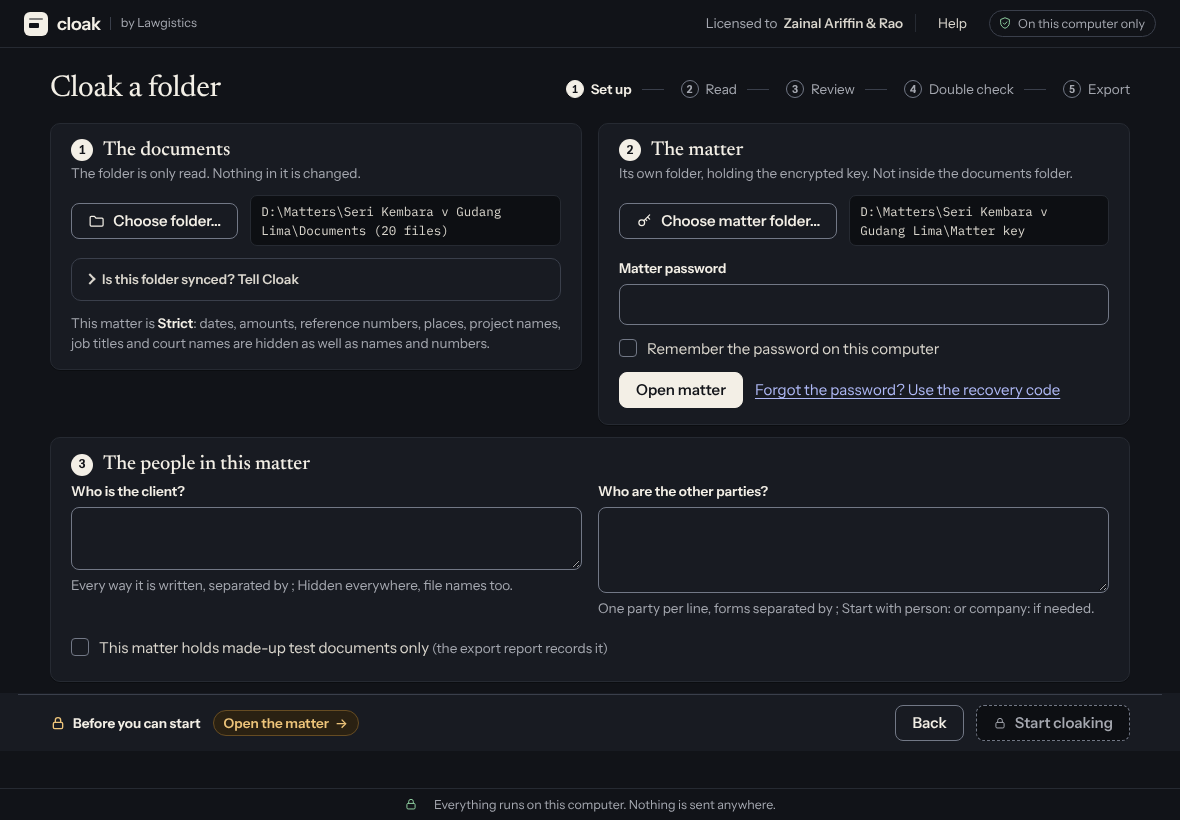 cloak
by Lawgistics
Licensed to Zainal Ariffin & Rao
Help
On this computer only
Cloak a folder
1 Set up
2 Read
3 Review
4 Double check
5 Export
1 The documents
The folder is only read. Nothing in it is changed.
Choose folder...
D:\Matters\Seri Kembara v Gudang
Lima\Documents (20 files)
Is this folder synced? Tell Cloak
This matter is Strict: dates, amounts, reference numbers, places, project names,
job titles and court names are hidden as well as names and numbers.
2 The matter
Its own folder, holding the encrypted key. Not inside the documents folder.
Choose matter folder...
D:\Matters\Seri Kembara v
Gudang Lima\Matter key
Matter password
Remember the password on this computer
Open matter
Forgot the password? Use the recovery code
3 The people in this matter
Who is the client?
Every way it is written, separated by ; Hidden everywhere, file names too.
Who are the other parties?
One party per line, forms separated by ; Start with person: or company: if needed.
This matter holds made-up test documents only (the export report records it)
Before you can start
Open the matter →
Back
Start cloaking
Everything runs on this computer. Nothing is sent anywhere.